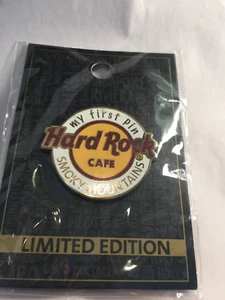 my first pin
Hard Rock
CAFE
SMOKY MOUNTAINS
LIMITED EDITION